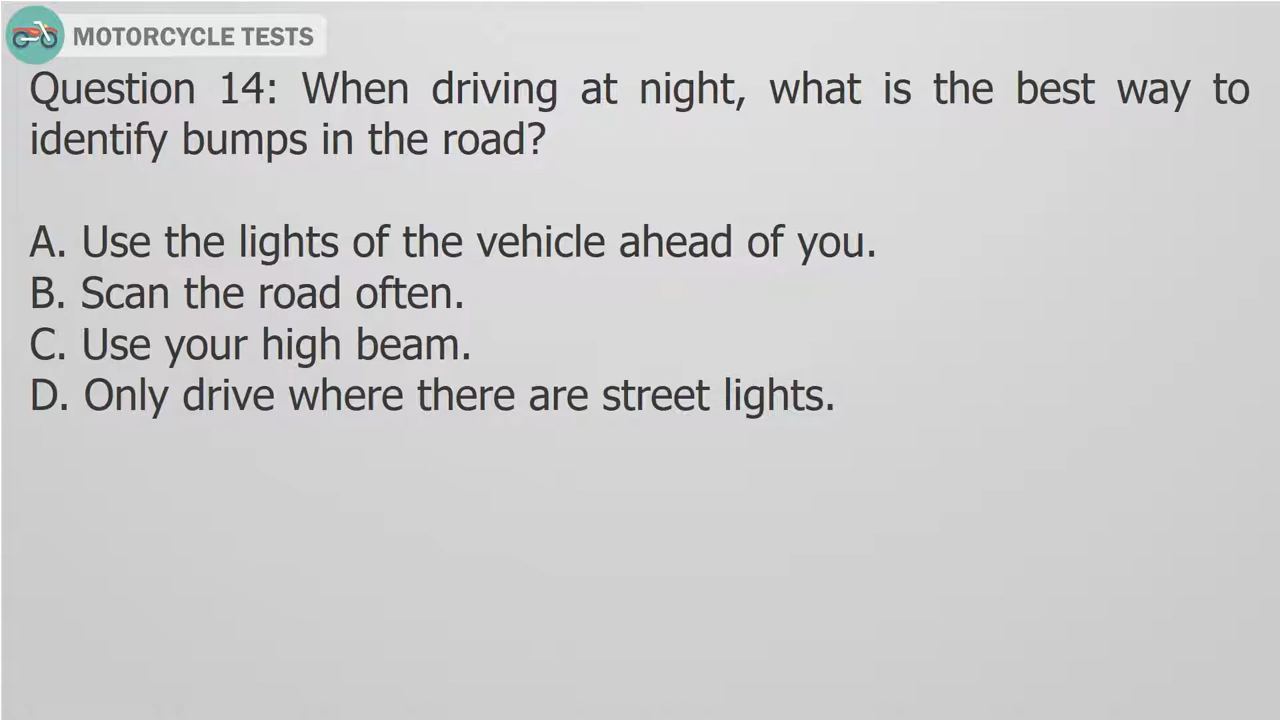 MOTORCYCLE TESTS
Question 14: When driving at night, what is the best way to
identify bumps in the road?
A. Use the lights of the vehicle ahead of you.
B. Scan the road often.
C. Use your high beam.
D. Only drive where there are street lights.